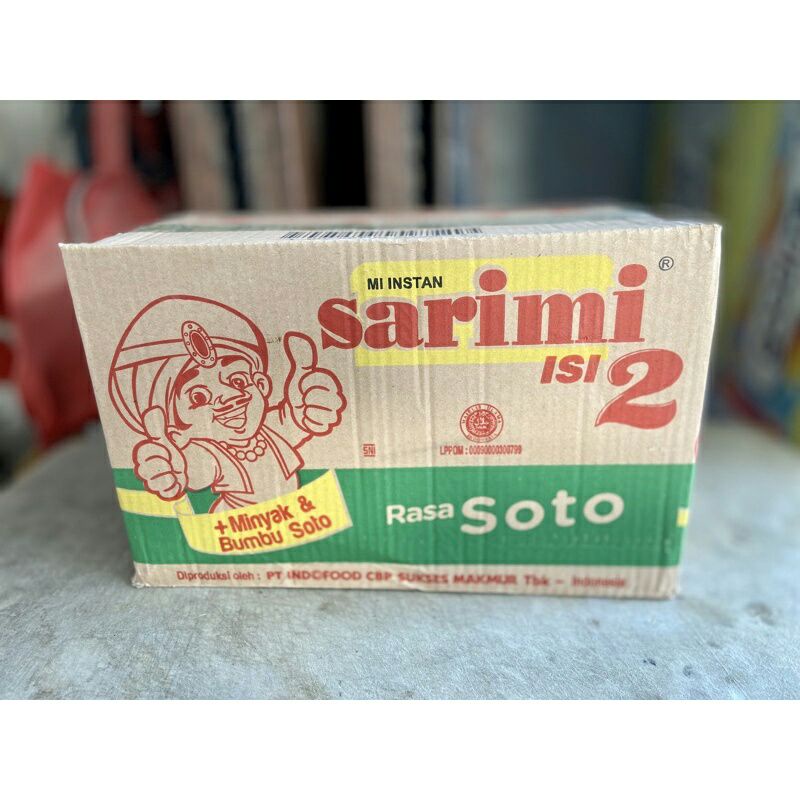 MI INSTAN
sarimi®
ISI 2
SNI
LPPOM : 00090000300799
+Minyak &
Bumbu Soto
Rasa Soto
Diproduksi oleh : PT INDOFOOD CBP SUKSES MAKMUR Tbk - Indonesia